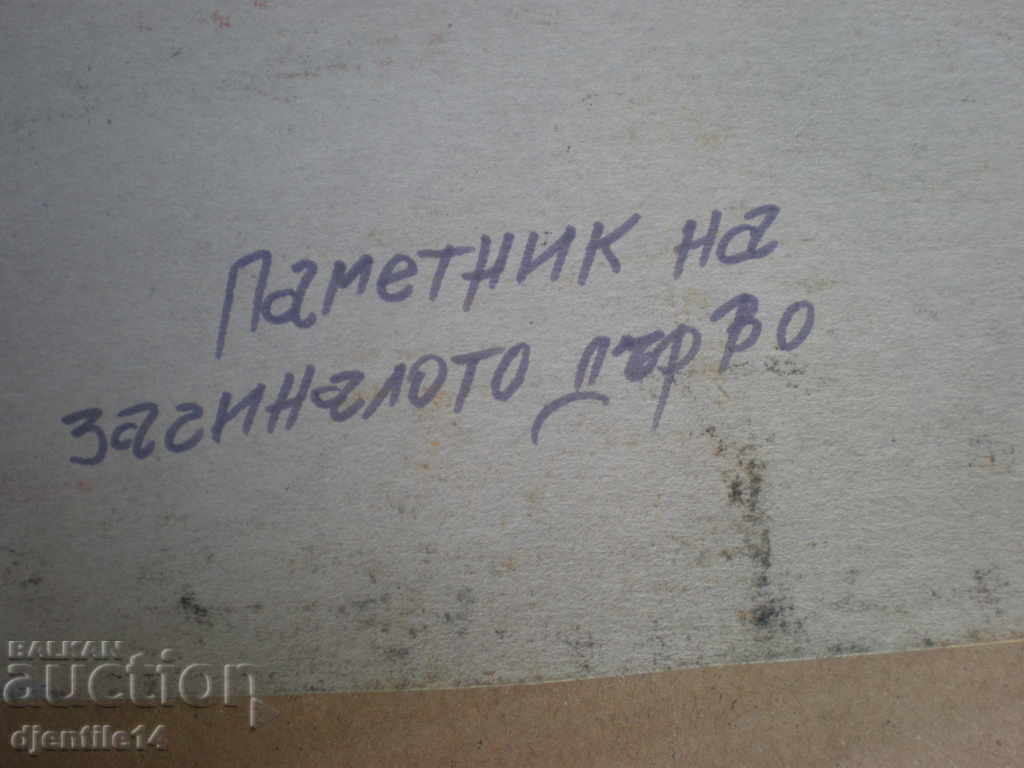 Паметник на
загиналото дърво
BALKAN
auction
djentile14